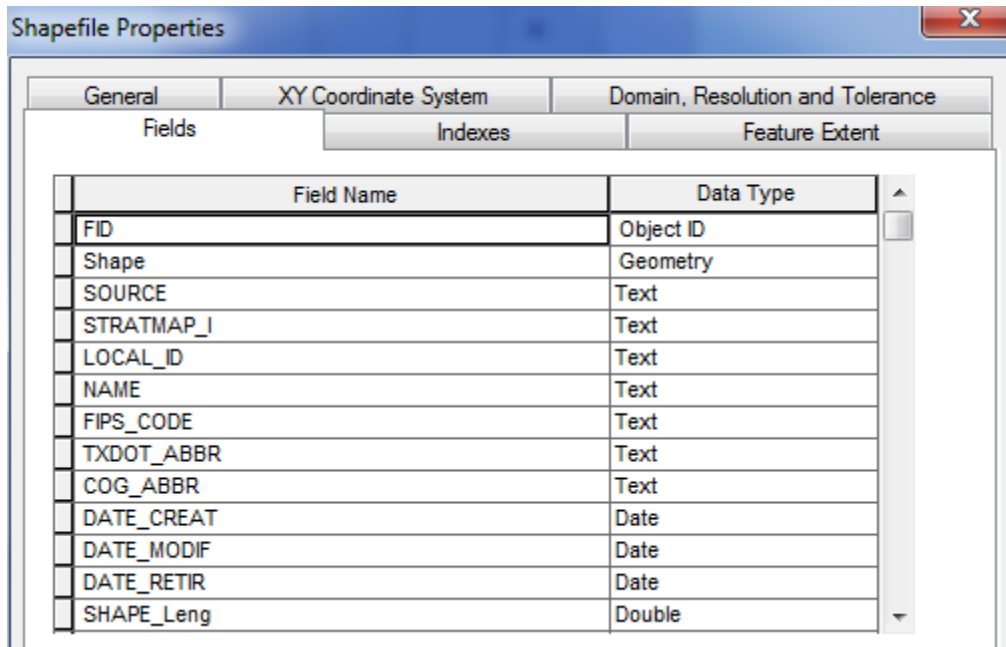 Shapefile Properties
General XY Coordinate System Domain, Resolution and Tolerance
Fields Indexes Feature Extent
Field Name Data Type
FID Object ID
Shape Geometry
SOURCE Text
STRATMAP_I Text
LOCAL_ID Text
NAME Text
FIPS_CODE Text
TXDOT_ABBR Text
COG_ABBR Text
DATE_CREAT Date
DATE_MODIF Date
DATE_RETIR Date
SHAPE_Leng Double